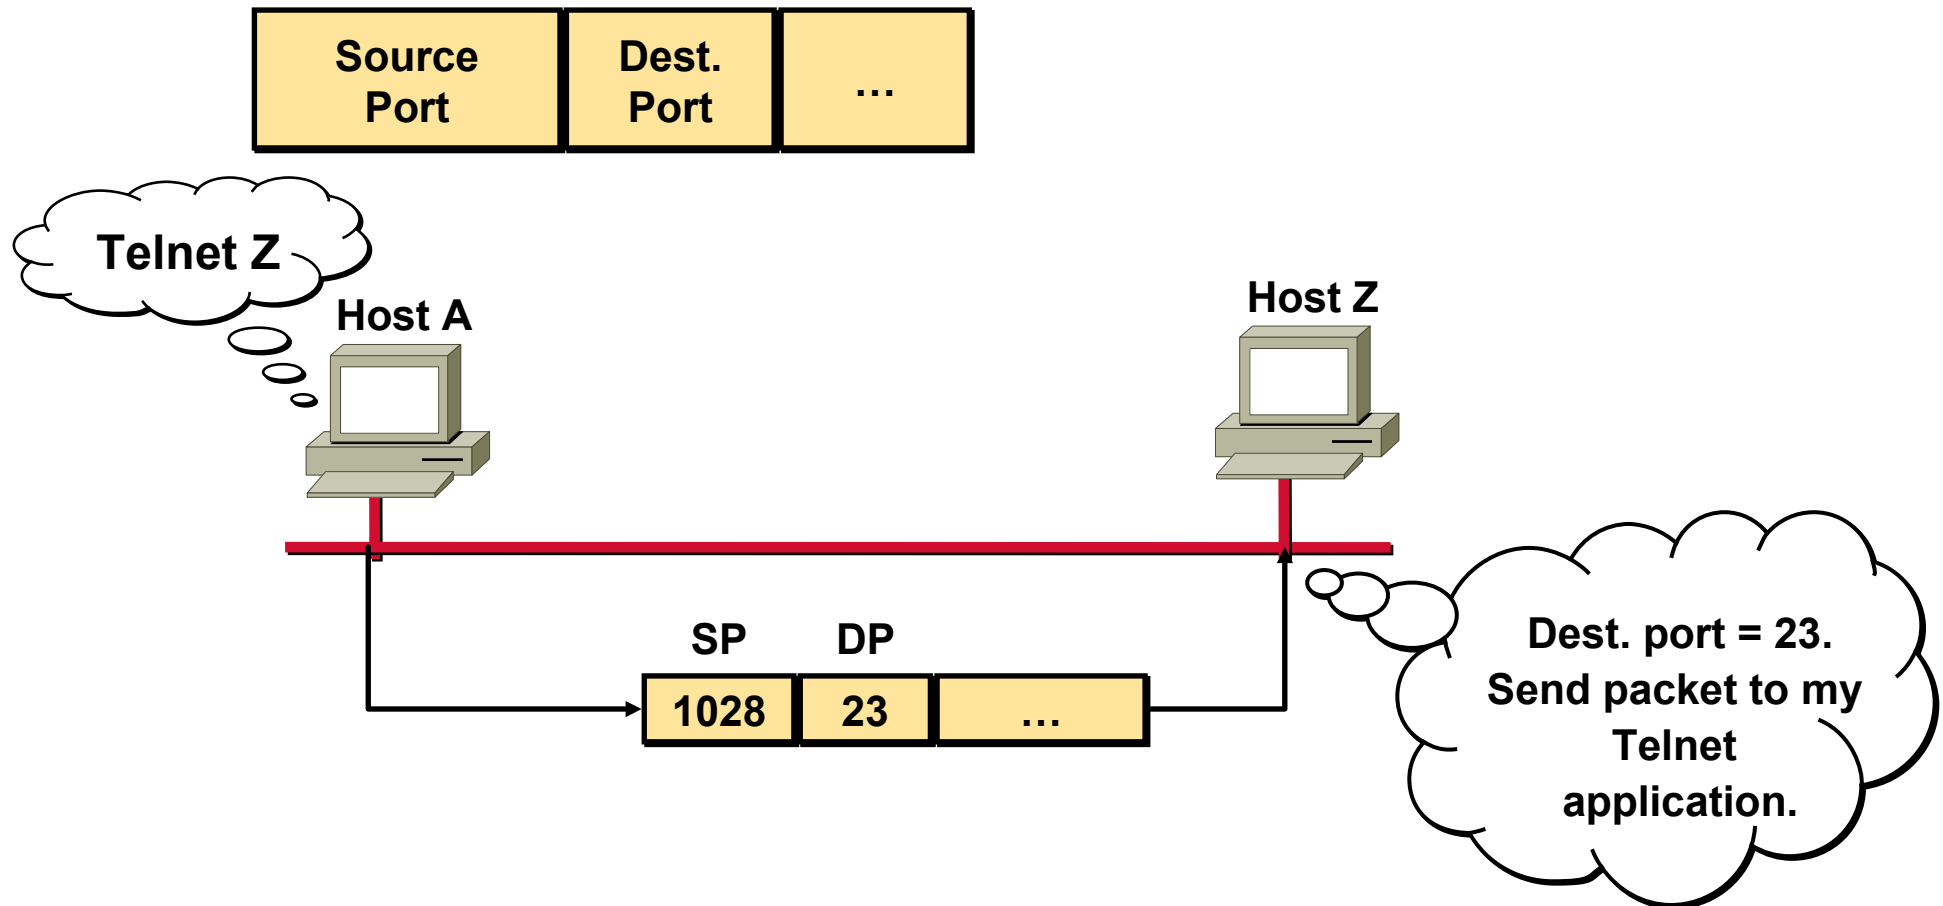 Source
Port
Dest.
Port
...
Telnet Z
Host A
Host Z
SP
DP
1028
23
...
Dest. port = 23.
Send packet to my
Telnet
application.